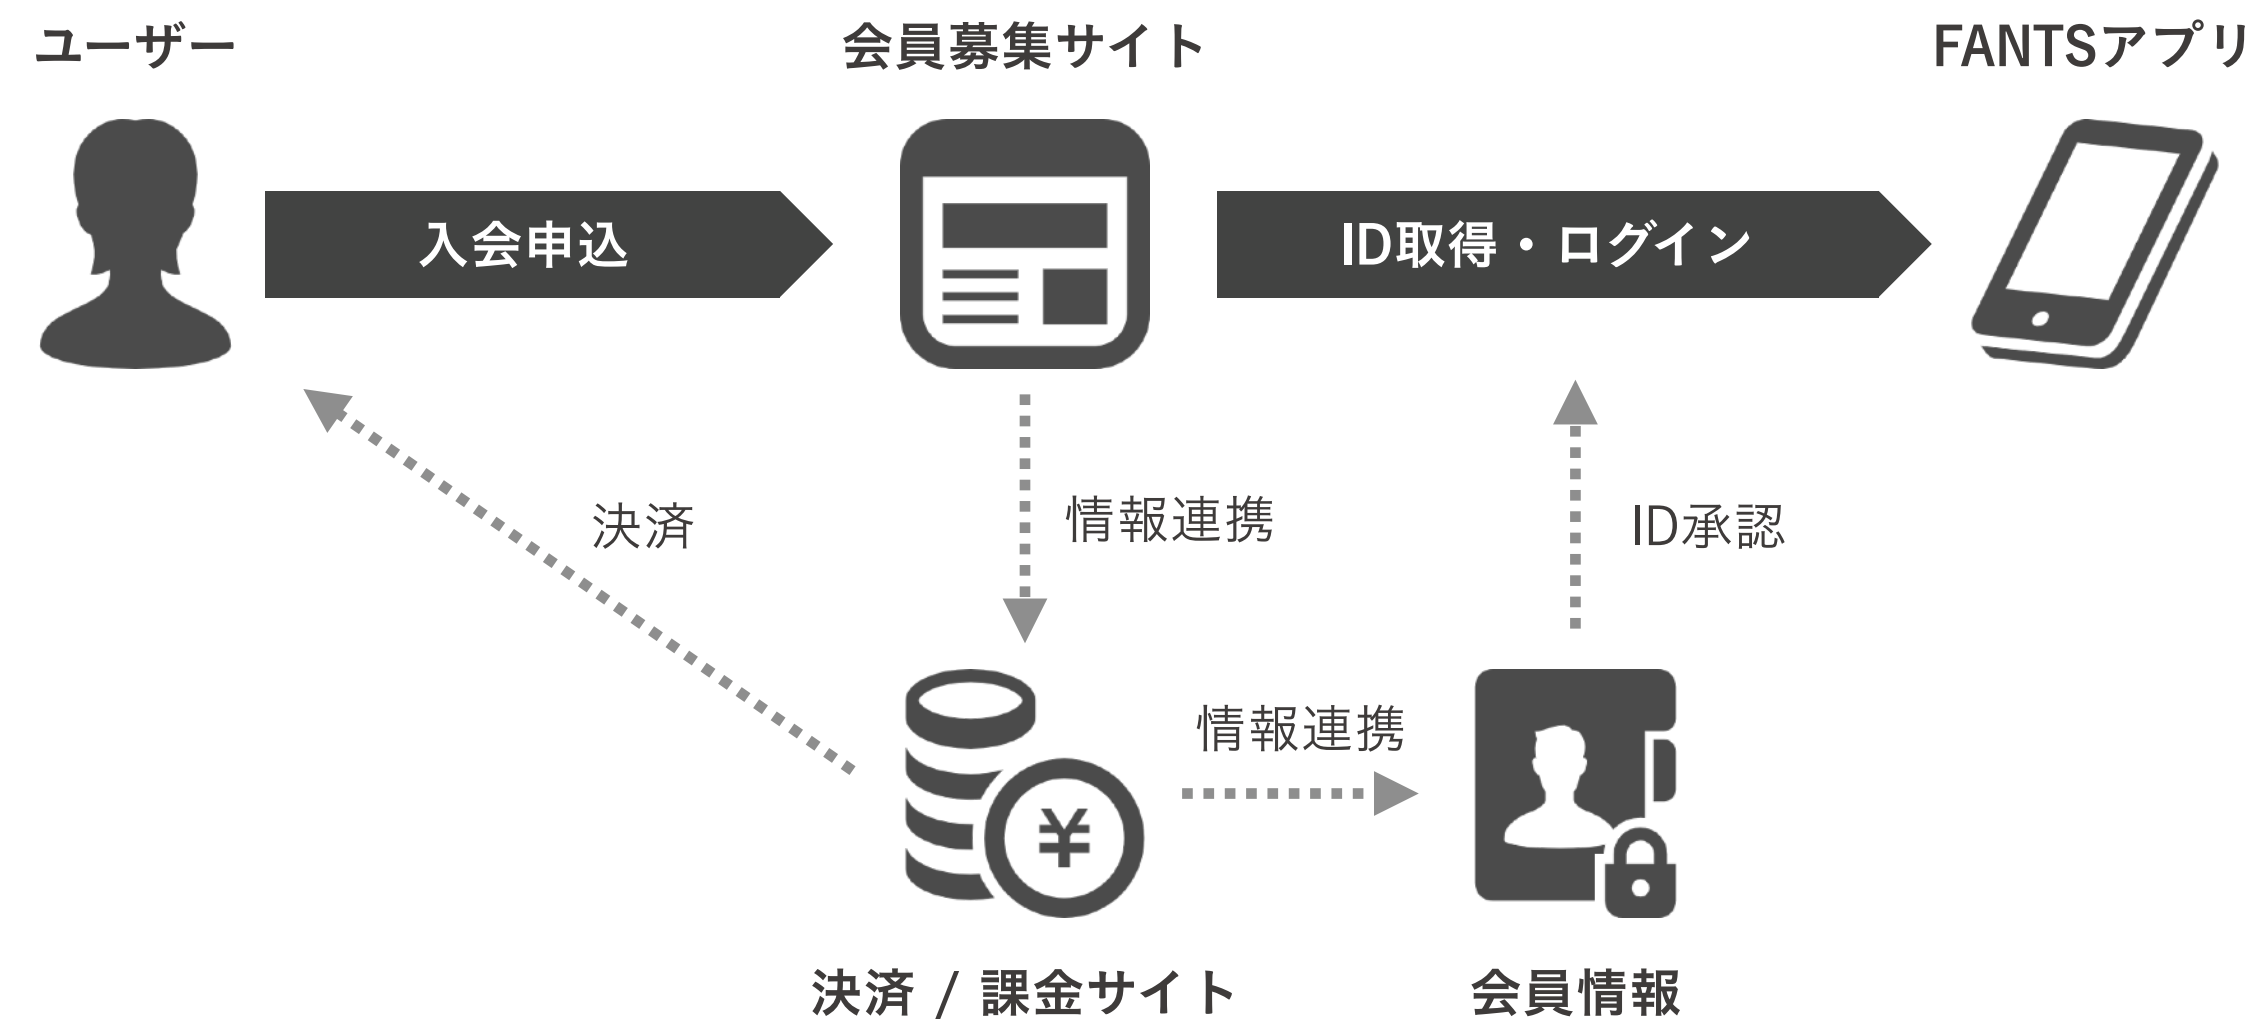 ユーザー
会員募集サイト
FANTSアプリ
入会申込
ID取得・ログイン
決済
情報連携
ID承認
情報連携
¥
決済 / 課金サイト
会員情報